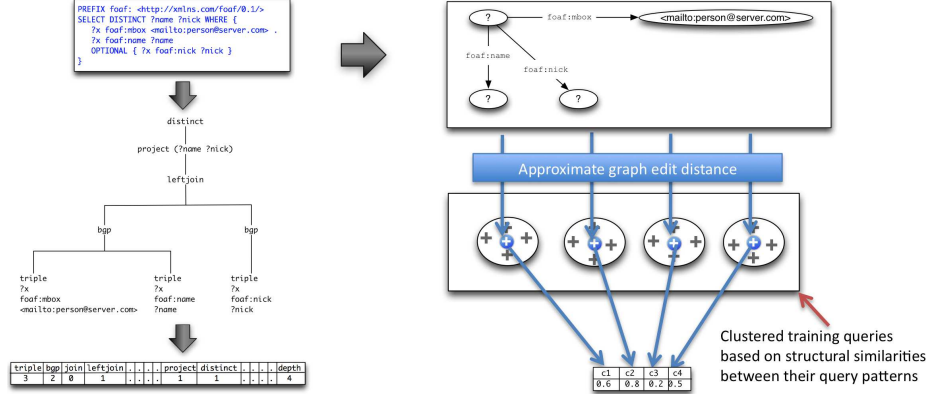 PREFIX foaf: <http://xmlns.com/foaf/0.1/>
SELECT DISTINCT ?name ?nick WHERE {
?x foaf:mbox <mailto:person@server.com> .
?x foaf:name ?name
OPTIONAL { ?x foaf:nick ?nick }
}
distinct
project (?name ?nick)
leftjoin
bgp
bgp
triple
?x
foaf:mbox
<mailto:person@server.com>
triple
?x
foaf:name
?name
triple
?x
foaf:nick
?nick
triple bgp join leftjoin . . . . project distinct . . . . depth
3 2 0 1 . . . . 1 1 . . . . 4
? foaf:mbox <mailto:person@server.com>
foaf:name
foaf:nick
? ?
Approximate graph edit distance
Clustered training queries
based on structural similarities
between their query patterns
c1 c2 c3 c4
0.6 0.8 0.2 0.5